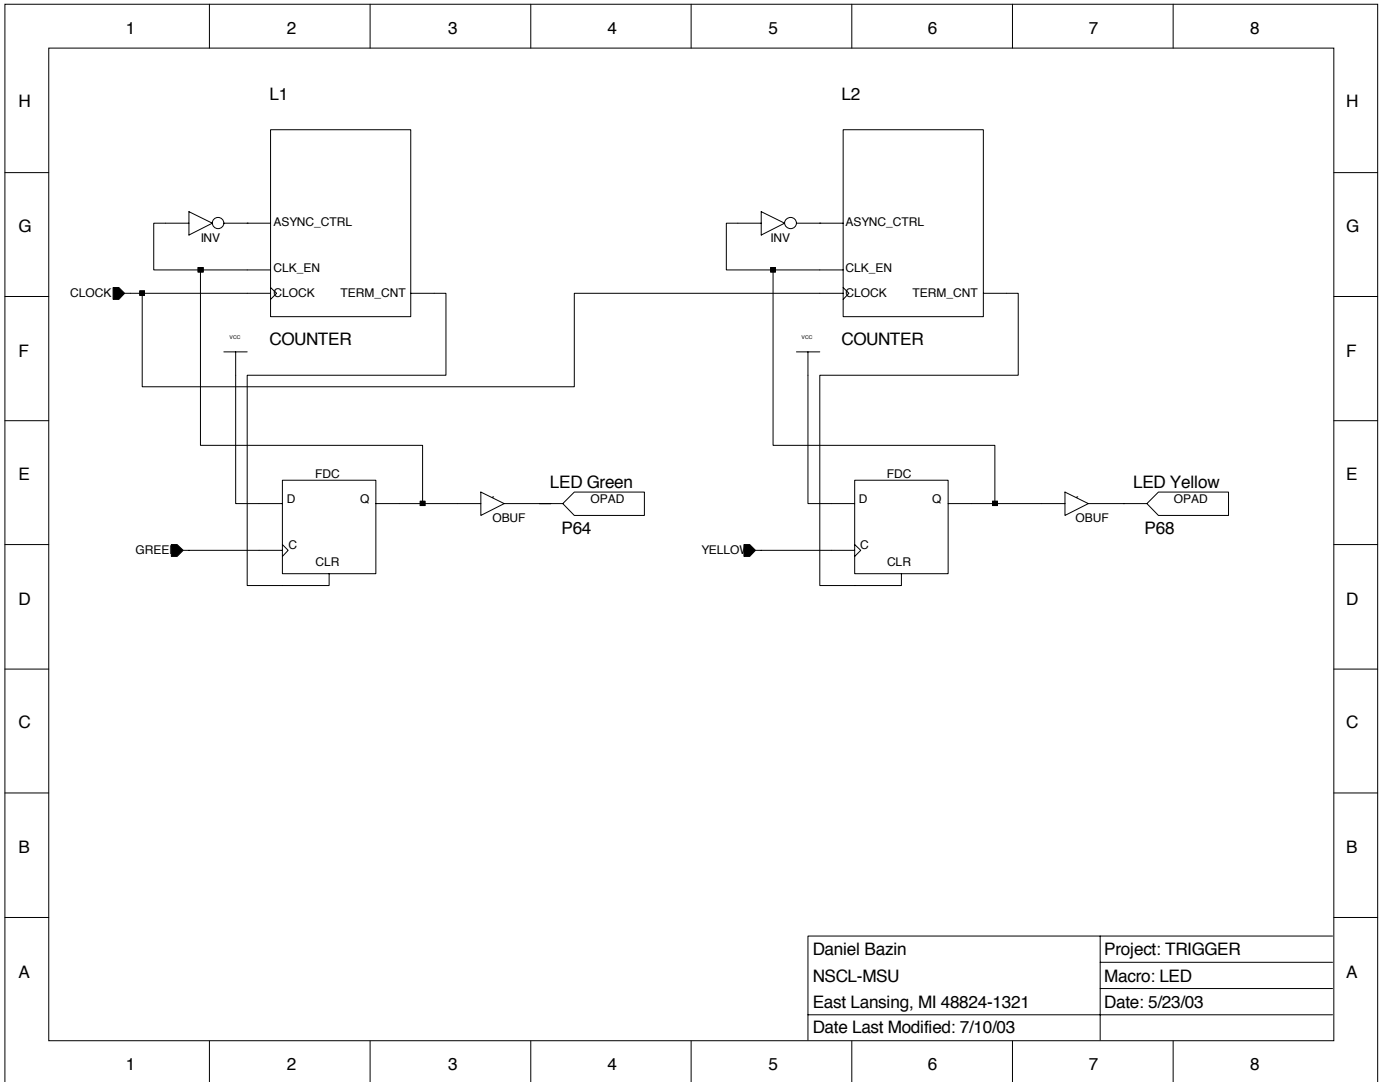 1 2 3 4 5 6 7 8
H L1 L2 H
G ASYNC_CTRL ASYNC_CTRL G
INV INV
CLK_EN CLK_EN
CLOCK CLOCK TERM_CNT CLOCK TERM_CNT
vcc COUNTER vcc COUNTER
F F
E FDC LED Green FDC LED Yellow E
D Q OPAD D Q OPAD
OBUF P64 OBUF P68
GREE C YELLOW C
CLR CLR
D D
C C
B B
Daniel Bazin Project: TRIGGER
A NSCL-MSU Macro: LED A
East Lansing, MI 48824-1321 Date: 5/23/03
Date Last Modified: 7/10/03
1 2 3 4 5 6 7 8